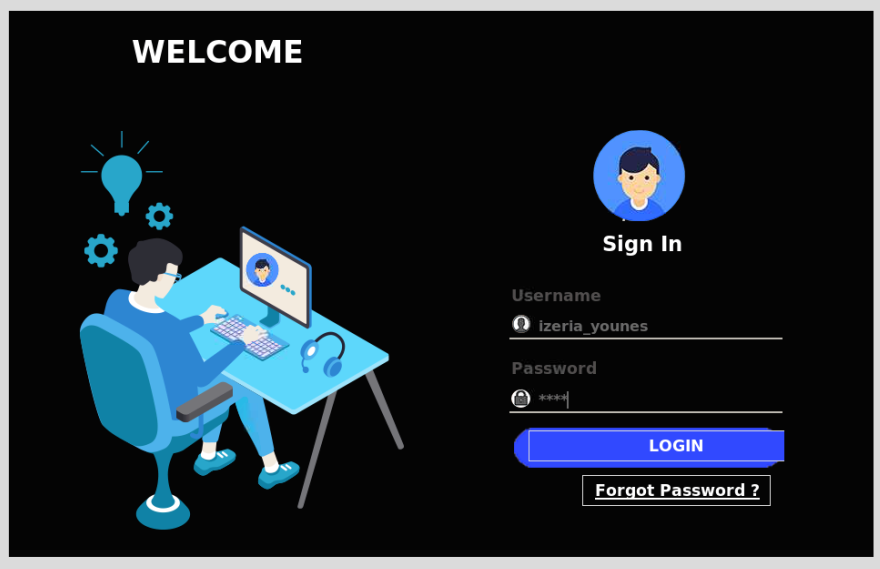 WELCOME
Sign In
Username
izeria_younes
Password
****
LOGIN
Forgot Password ?